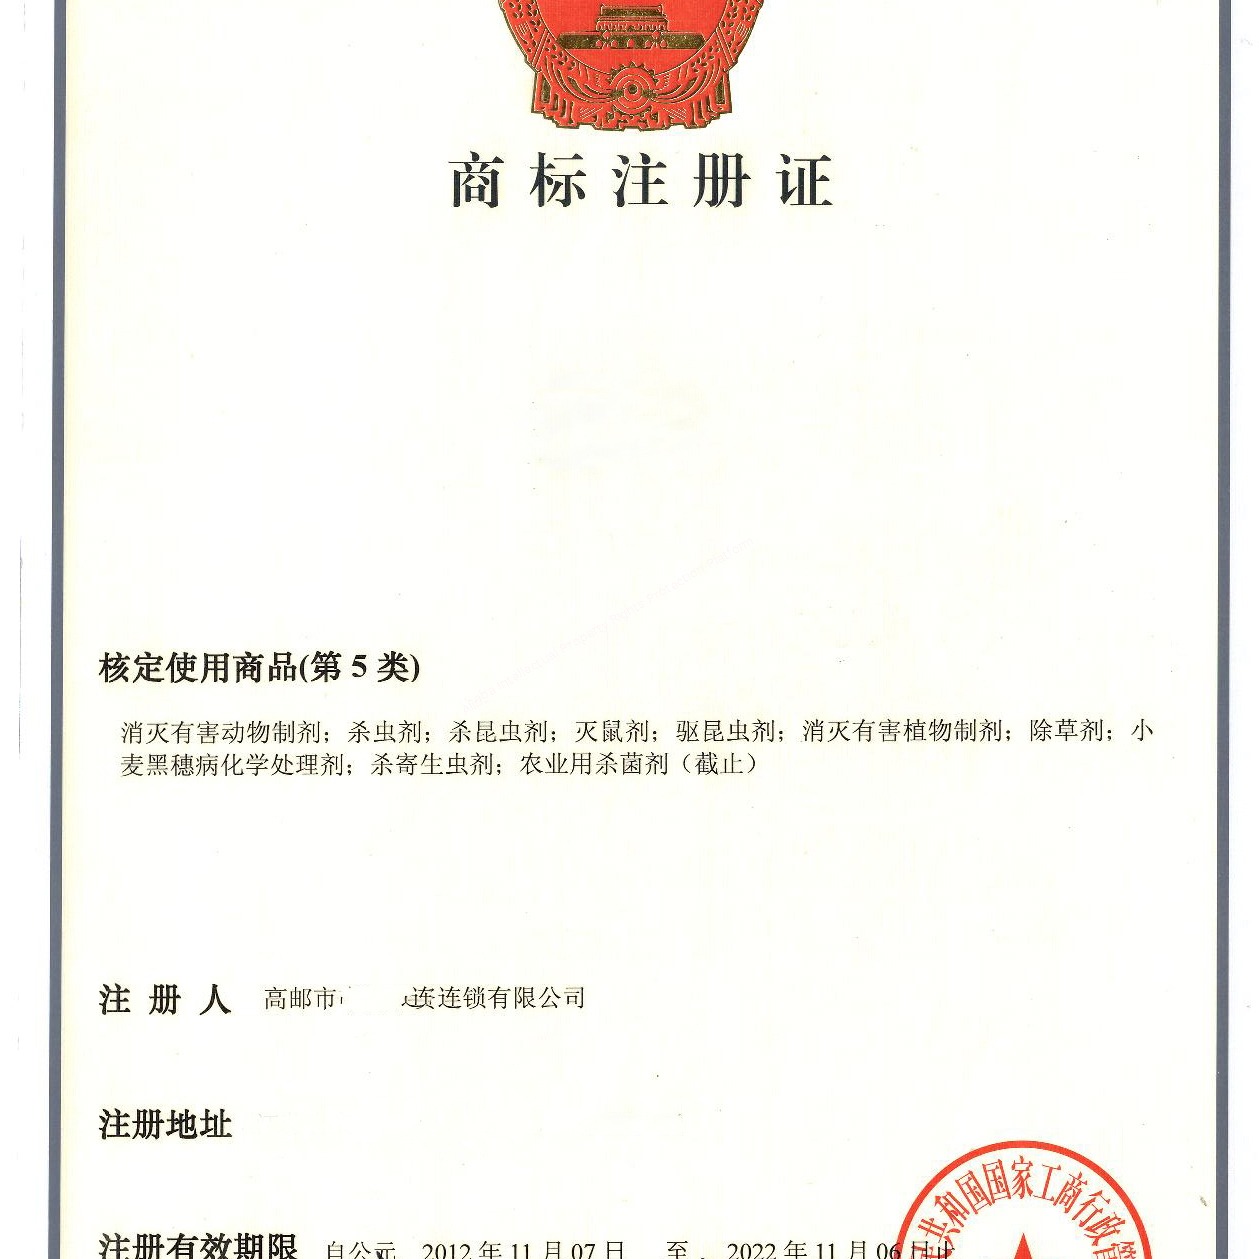 商标注册证
核定使用商品(第 5 类)
消灭有害动物制剂；杀虫剂；杀昆虫剂；灭鼠剂；驱昆虫剂；消灭有害植物制剂；除草剂；小
麦黑穗病化学处理剂；杀寄生虫剂；农业用杀菌剂（截止）
注 册 人 高邮市 连锁有限公司
注册地址
注册有效期限 自公元 2012 年 11 月 07 日 至 2022 年 11 月 06 日止
共和国国家工商行政管